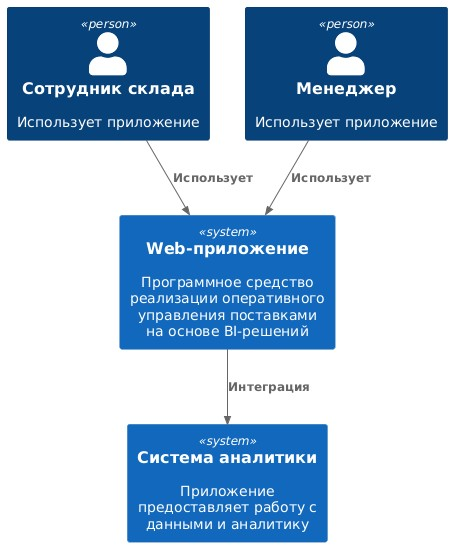 «person»
Сотрудник склада
Использует приложение
«person»
Менеджер
Использует приложение
Использует
Использует
«system»
Web-приложение
Программное средство
реализации оперативного
управления поставками
на основе BI-решений
Интеграция
«system»
Система аналитики
Приложение
предоставляет работу с
данными и аналитику